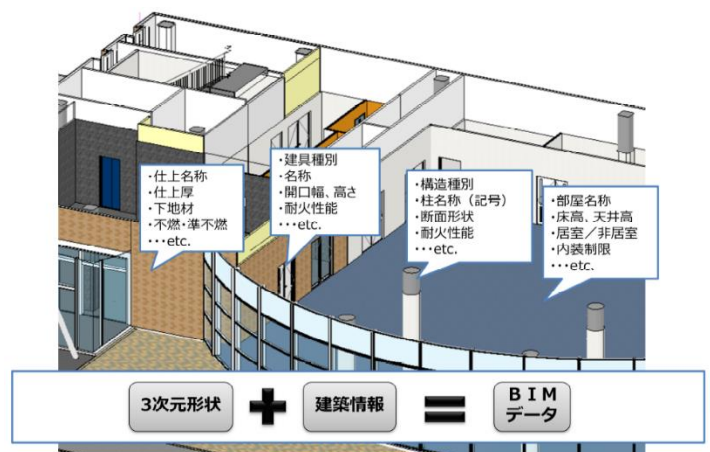 ・仕上名称
・仕上厚
・下地材
・不燃・準不燃
・・・etc.
・建具種別
・名称
・開口幅、高さ
・耐火性能
・・・etc.
・構造種別
・柱名称（記号）
・断面形状
・耐火性能
・・・etc.
・部屋名称
・床高、天井高
・居室／非居室
・内装制限
・・・etc.
3次元形状
建築情報
ＢＩＭ
データ